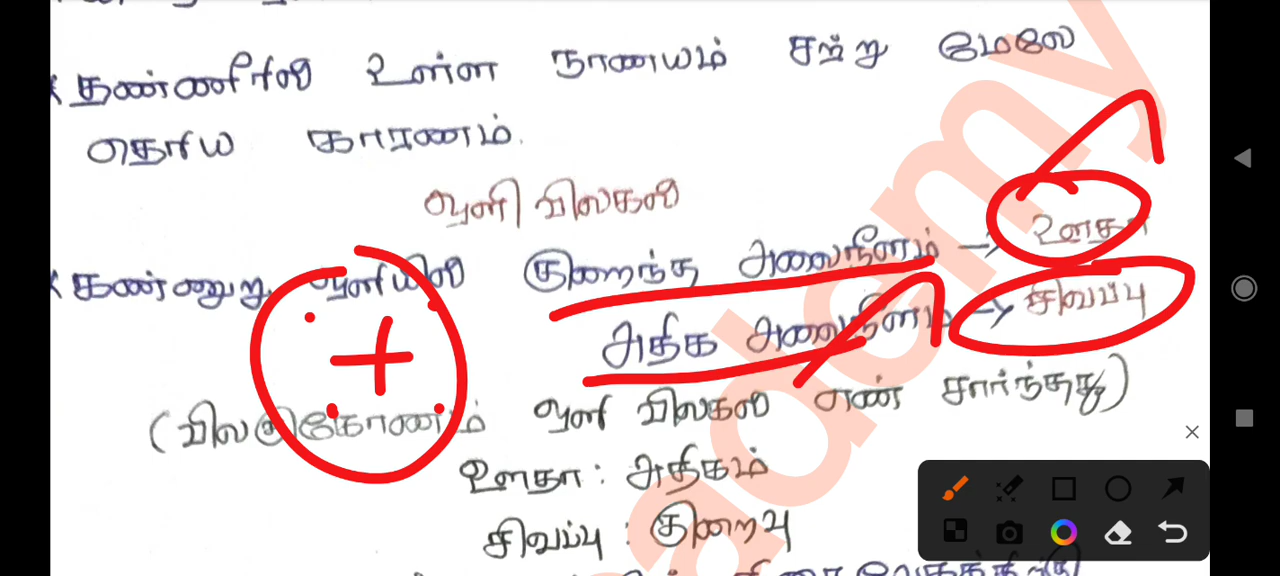 * தண்ணீரில் உள்ள நாணயம் சற்று மேலே
தெரிய காரணம்.
ஒளி விலகல்
* கண்ணுறு ஒளியில் குறைந்த அலைநீளம் → ஊதா
அதிக அலைநீளம் → சிவப்பு
(விலகுகோணம் ஒளி விலகல் எண் சார்ந்தது)
ஊதா : அதிகம்
சிவப்பு : குறைவு
ademy